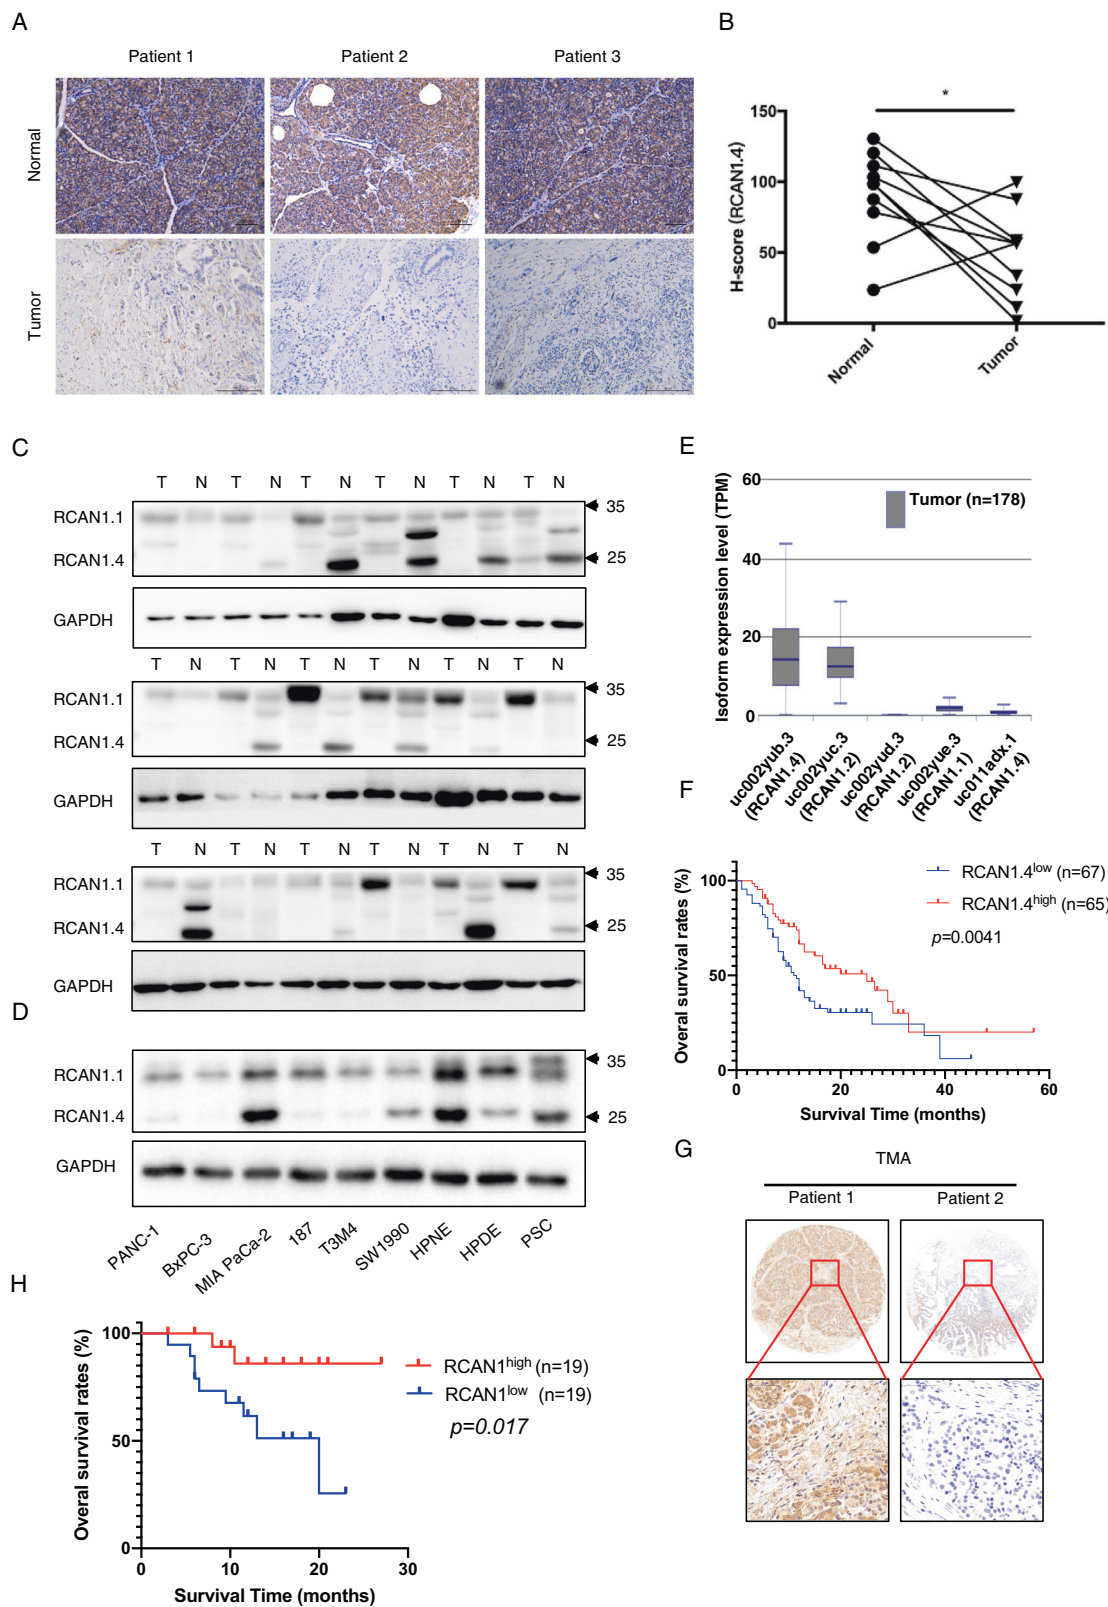 A
Patient 1
Patient 2
Patient 3
Normal
Tumor
B
*
H-score (RCAN1.4)
150
100
50
0
Normal
Tumor
C
T N T N T N T N T N T N
RCAN1.1
35
RCAN1.4
25
GAPDH
T N T N T N T N T N T N
RCAN1.1
35
RCAN1.4
25
GAPDH
T N T N T N T N T N T N
RCAN1.1
35
RCAN1.4
25
GAPDH
D
RCAN1.1
35
RCAN1.4
25
GAPDH
PANC-1
BxPC-3
MIA PaCa-2
187
T3M4
SW1990
HPNE
HPDE
PSC
E
Isoform expression level (TPM)
60
40
20
0
Tumor (n=178)
uc002yub.3
(RCAN1.4)
uc002yuc.3
(RCAN1.2)
uc002yud.3
(RCAN1.2)
uc002yue.3
(RCAN1.1)
uc011adx.1
(RCAN1.4)
F
Overal survival rates (%)
100
50
0
0 20 40 60
Survival Time (months)
RCAN1.4low (n=67)
RCAN1.4high (n=65)
p=0.0041
G
TMA
Patient 1
Patient 2
H
Overal survival rates (%)
100
50
0
0 10 20 30
Survival Time (months)
RCAN1high (n=19)
RCAN1low (n=19)
p=0.017